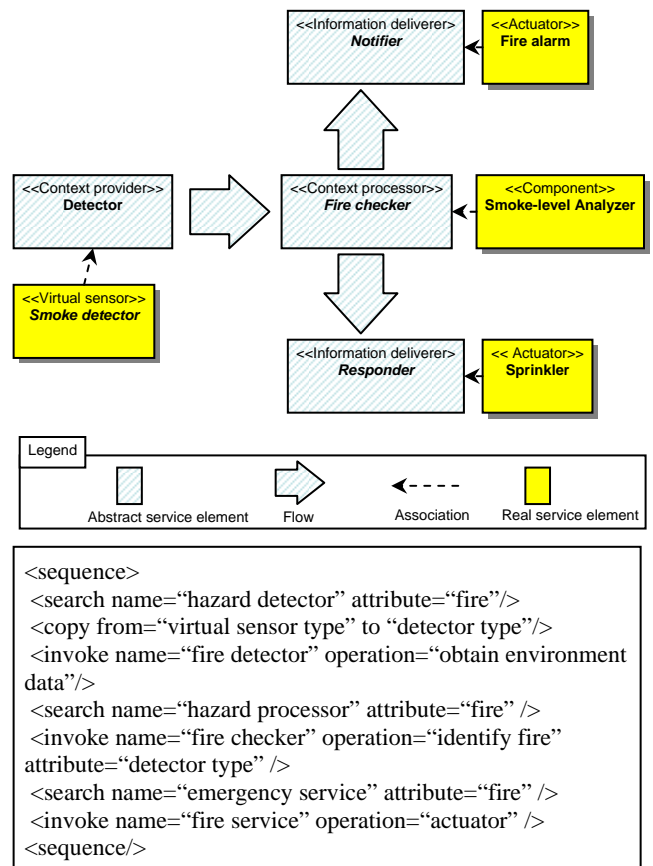 <<Information deliverer>
Notifier
<<Actuator>>
Fire alarm
<<Context provider>>
Detector
<<Context processor>>
Fire checker
<<Component>>
Smoke-level Analyzer
<<Virtual sensor>>
Smoke detector
<<Information deliverer>
Responder
<< Actuator>>
Sprinkler
Legend
Abstract service element
Flow
Association
Real service element
<sequence>
<search name=“hazard detector” attribute=“fire”/>
<copy from=“virtual sensor type” to “detector type”/>
<invoke name=“fire detector” operation=“obtain environment
data”/>
<search name=“hazard processor” attribute=“fire” />
<invoke name=“fire checker” operation=“identify fire”
attribute=“detector type” />
<search name=“emergency service” attribute=“fire” />
<invoke name=“fire service” operation=“actuator” />
<sequence/>